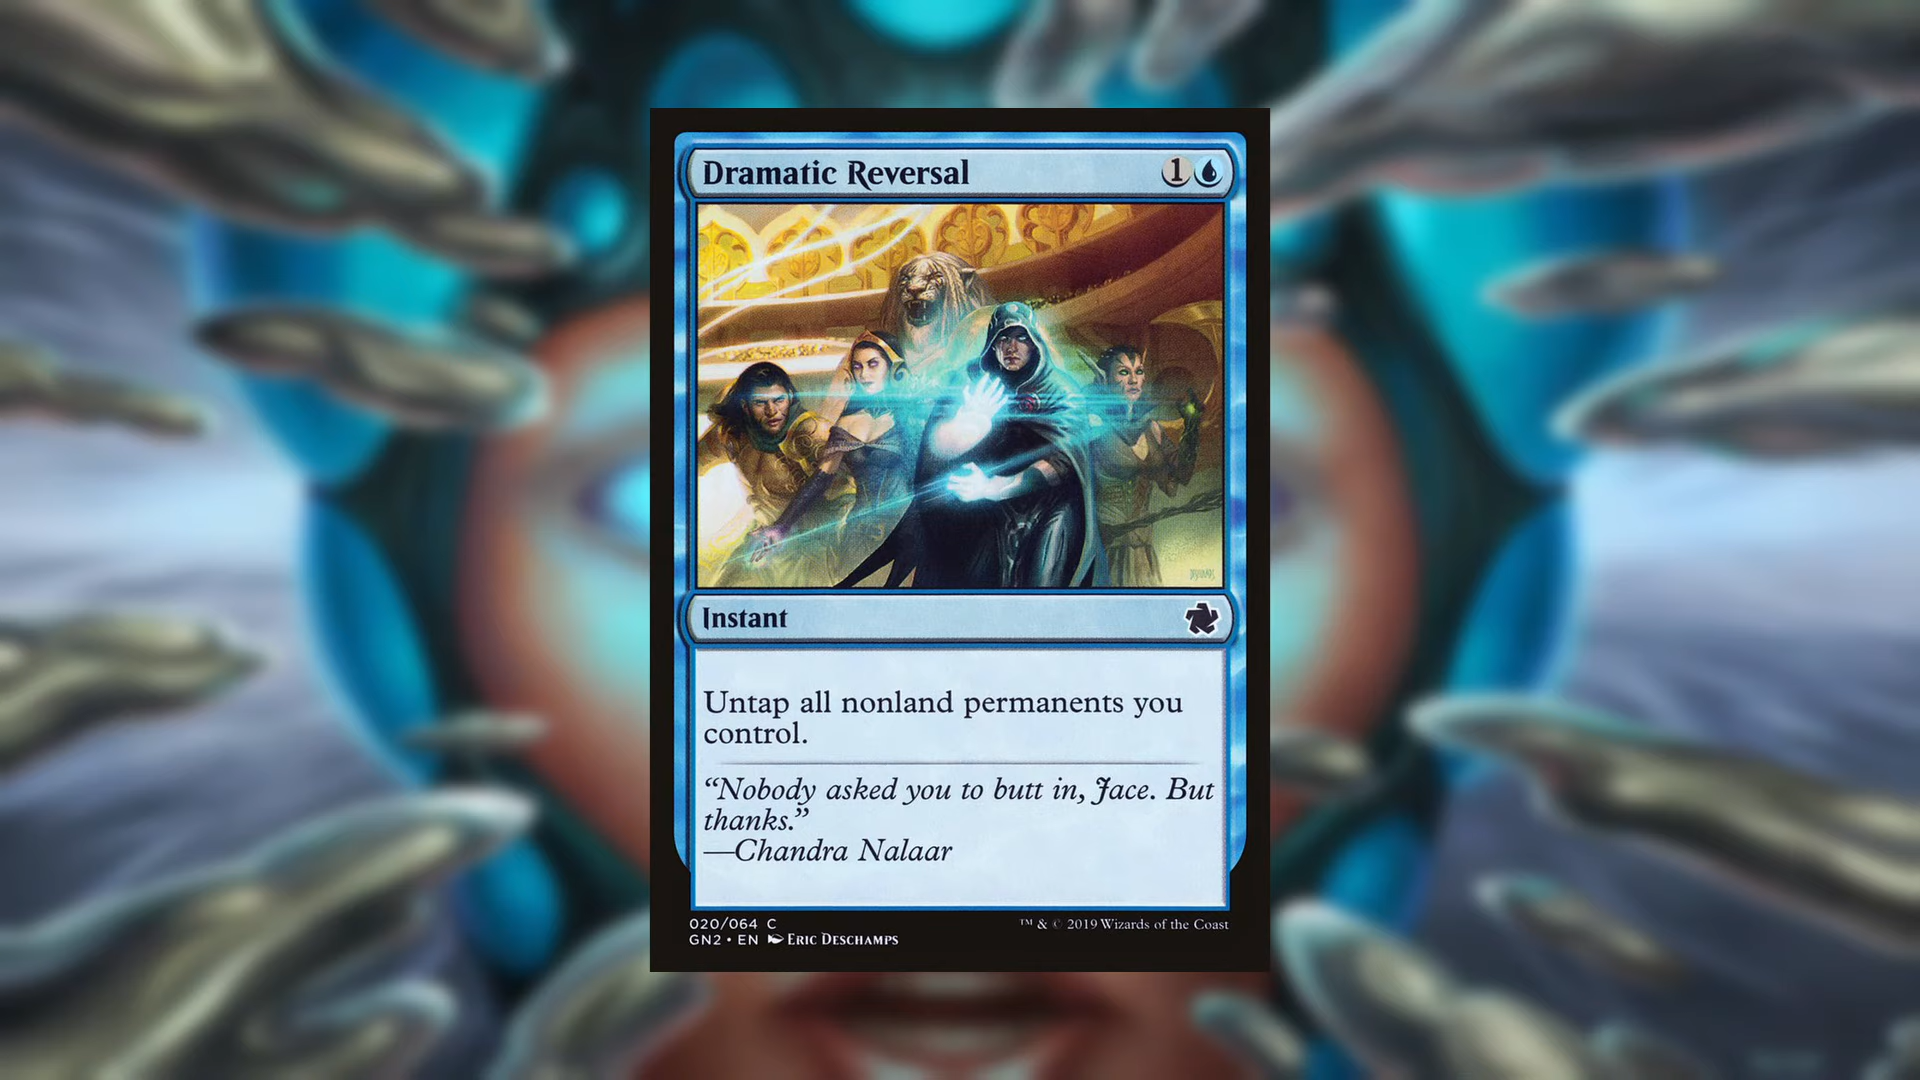 Dramatic Reversal 1
Instant
Untap all nonland permanents you
control.
“Nobody asked you to butt in, Jace. But
thanks.”
—Chandra Nalaar
020/064 C
™ & © 2019 Wizards of the Coast
GN2 • EN Eric Deschamps